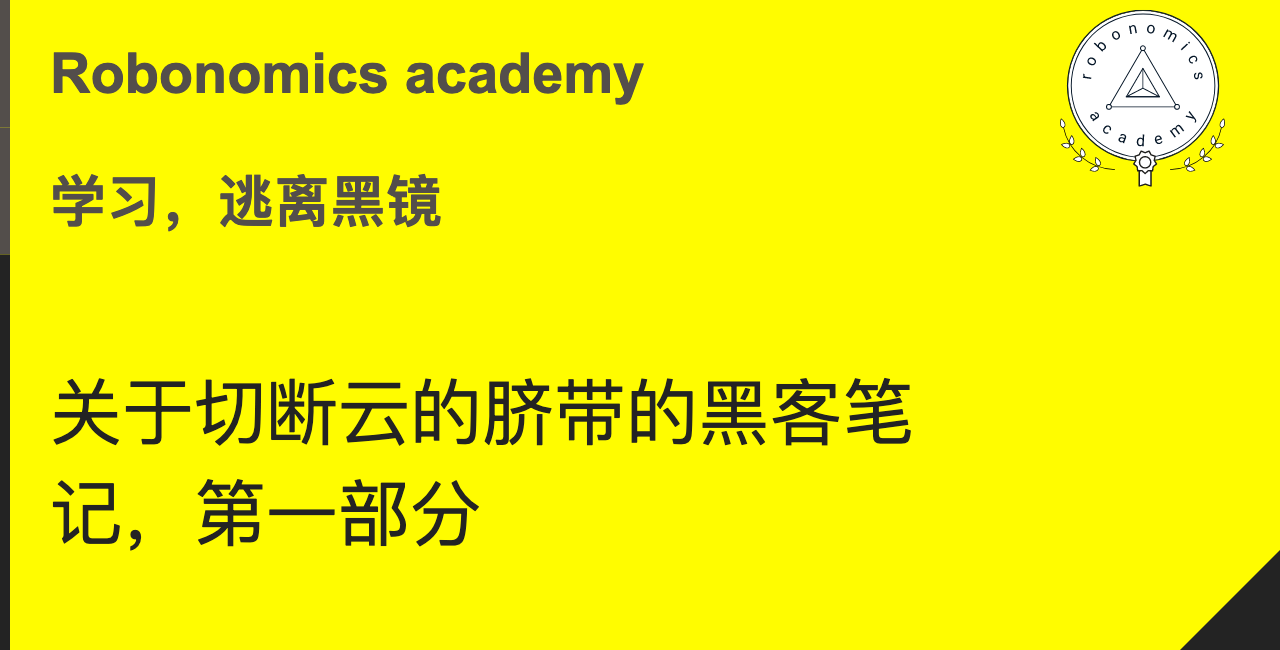 Robonomics academy
robonomics
academy
学习，逃离黑镜
关于切断云的脐带的黑客笔
记，第一部分